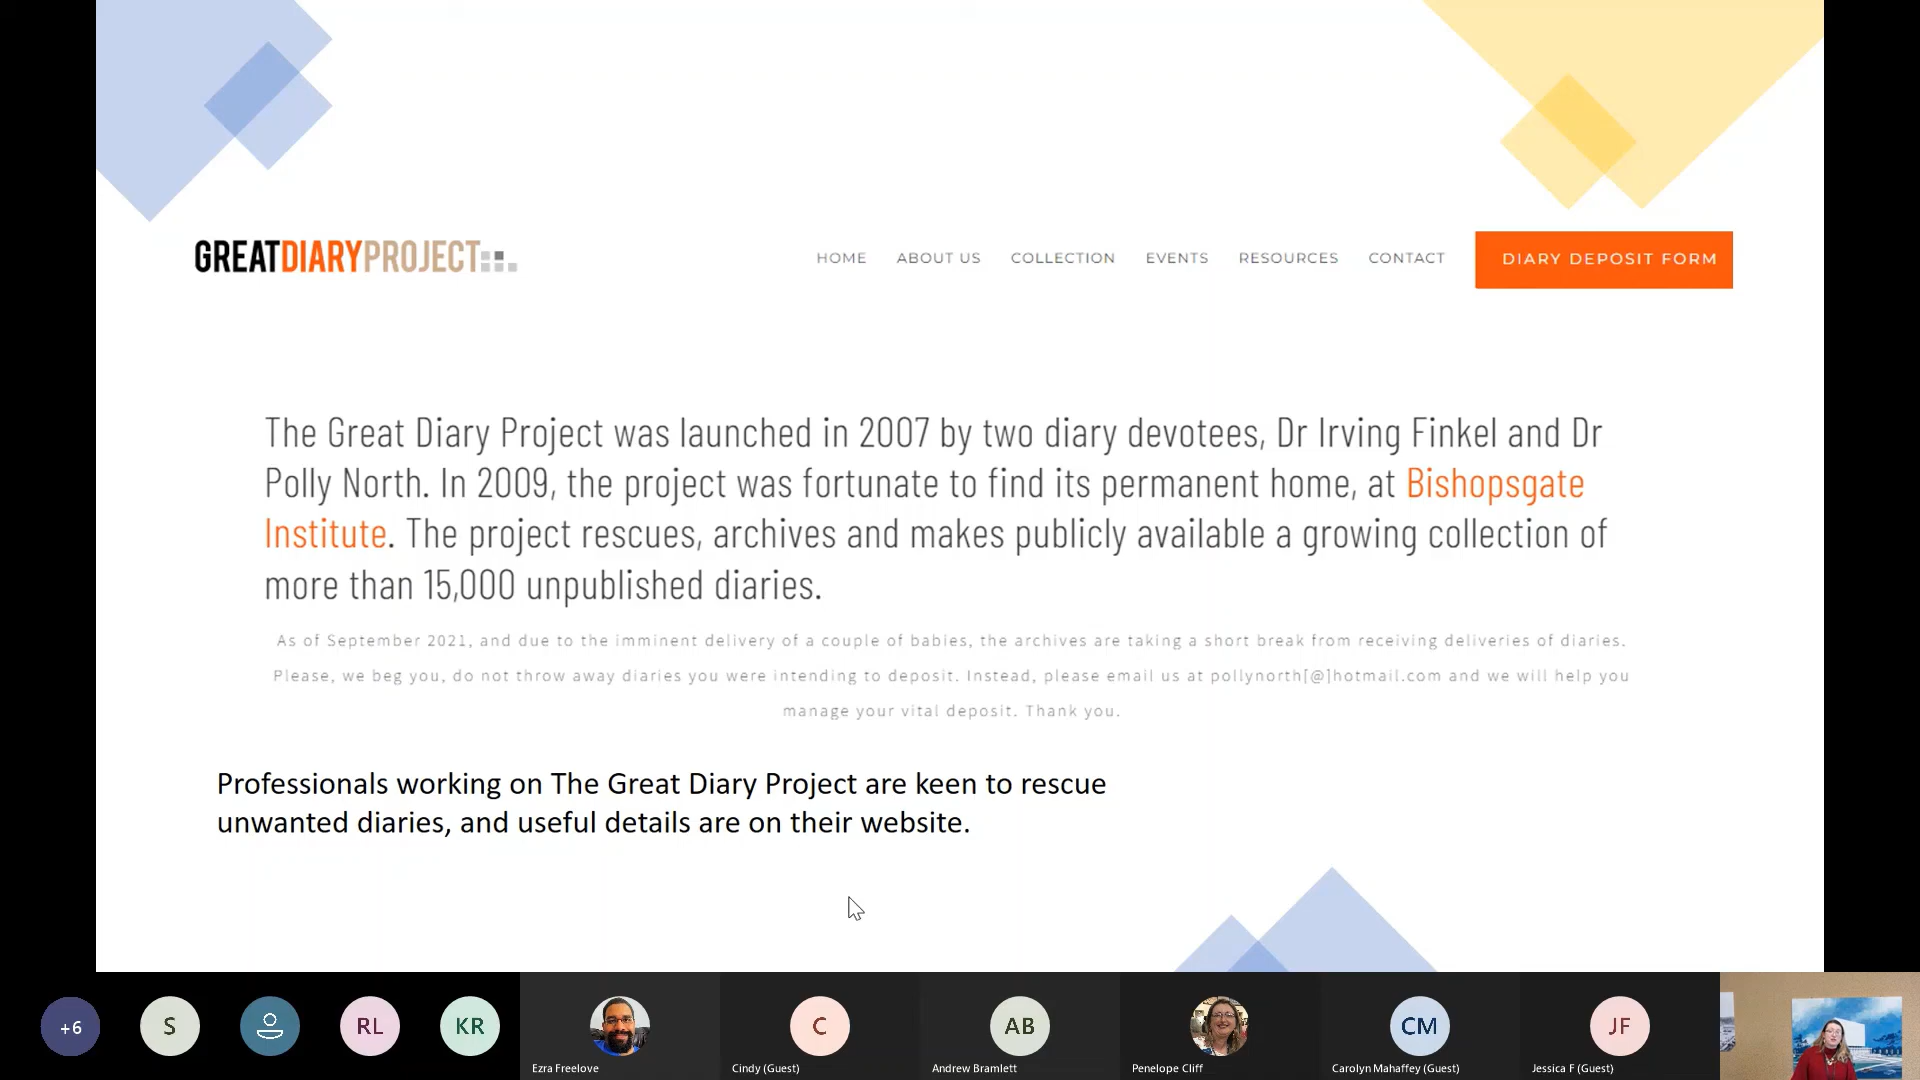 GREATDIARYPROJECT
HOME ABOUT US COLLECTION EVENTS RESOURCES CONTACT DIARY DEPOSIT FORM
The Great Diary Project was launched in 2007 by two diary devotees, Dr Irving Finkel and Dr
Polly North. In 2009, the project was fortunate to find its permanent home, at Bishopsgate
Institute. The project rescues, archives and makes publicly available a growing collection of
more than 15,000 unpublished diaries.
As of September 2021, and due to the imminent delivery of a couple of babies, the archives are taking a short break from receiving deliveries of diaries.
Please, we beg you, do not throw away diaries you were intending to deposit. Instead, please email us at pollynorth[@]hotmail.com and we will help you
manage your vital deposit. Thank you.
Professionals working on The Great Diary Project are keen to rescue
unwanted diaries, and useful details are on their website.
+6 S RL KR C AB CM JF
Ezra Freelove Cindy (Guest) Andrew Bramlett Penelope Cliff Carolyn Mahaffey (Guest) Jessica F (Guest)